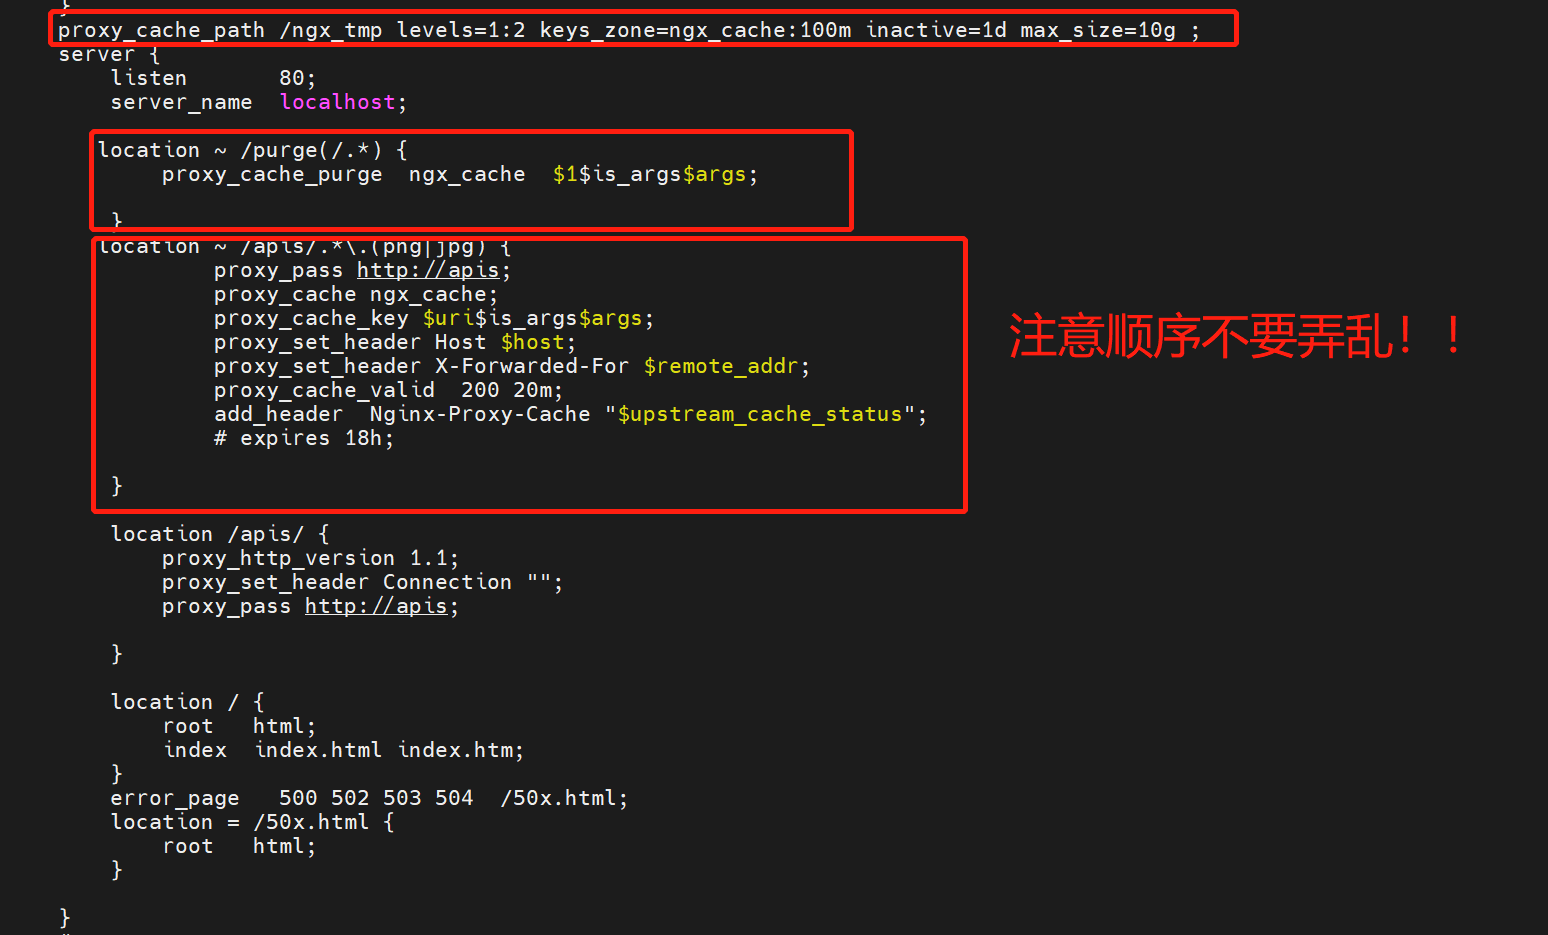 }
proxy_cache_path /ngx_tmp levels=1:2 keys_zone=ngx_cache:100m inactive=1d max_size=10g ;
server {
listen 80;
server_name localhost;
location ~ /purge(/.*) {
proxy_cache_purge ngx_cache $1$is_args$args;
}
location ~ /apis/.*\.(png|jpg) {
proxy_pass http://apis;
proxy_cache ngx_cache;
proxy_cache_key $uri$is_args$args;
proxy_set_header Host $host;
proxy_set_header X-Forwarded-For $remote_addr;
proxy_cache_valid 200 20m;
add_header Nginx-Proxy-Cache "$upstream_cache_status";
# expires 18h;
}
注意顺序不要弄乱！！
location /apis/ {
proxy_http_version 1.1;
proxy_set_header Connection "";
proxy_pass http://apis;
}
location / {
root html;
index index.html index.htm;
}
error_page 500 502 503 504 /50x.html;
location = /50x.html {
root html;
}
}